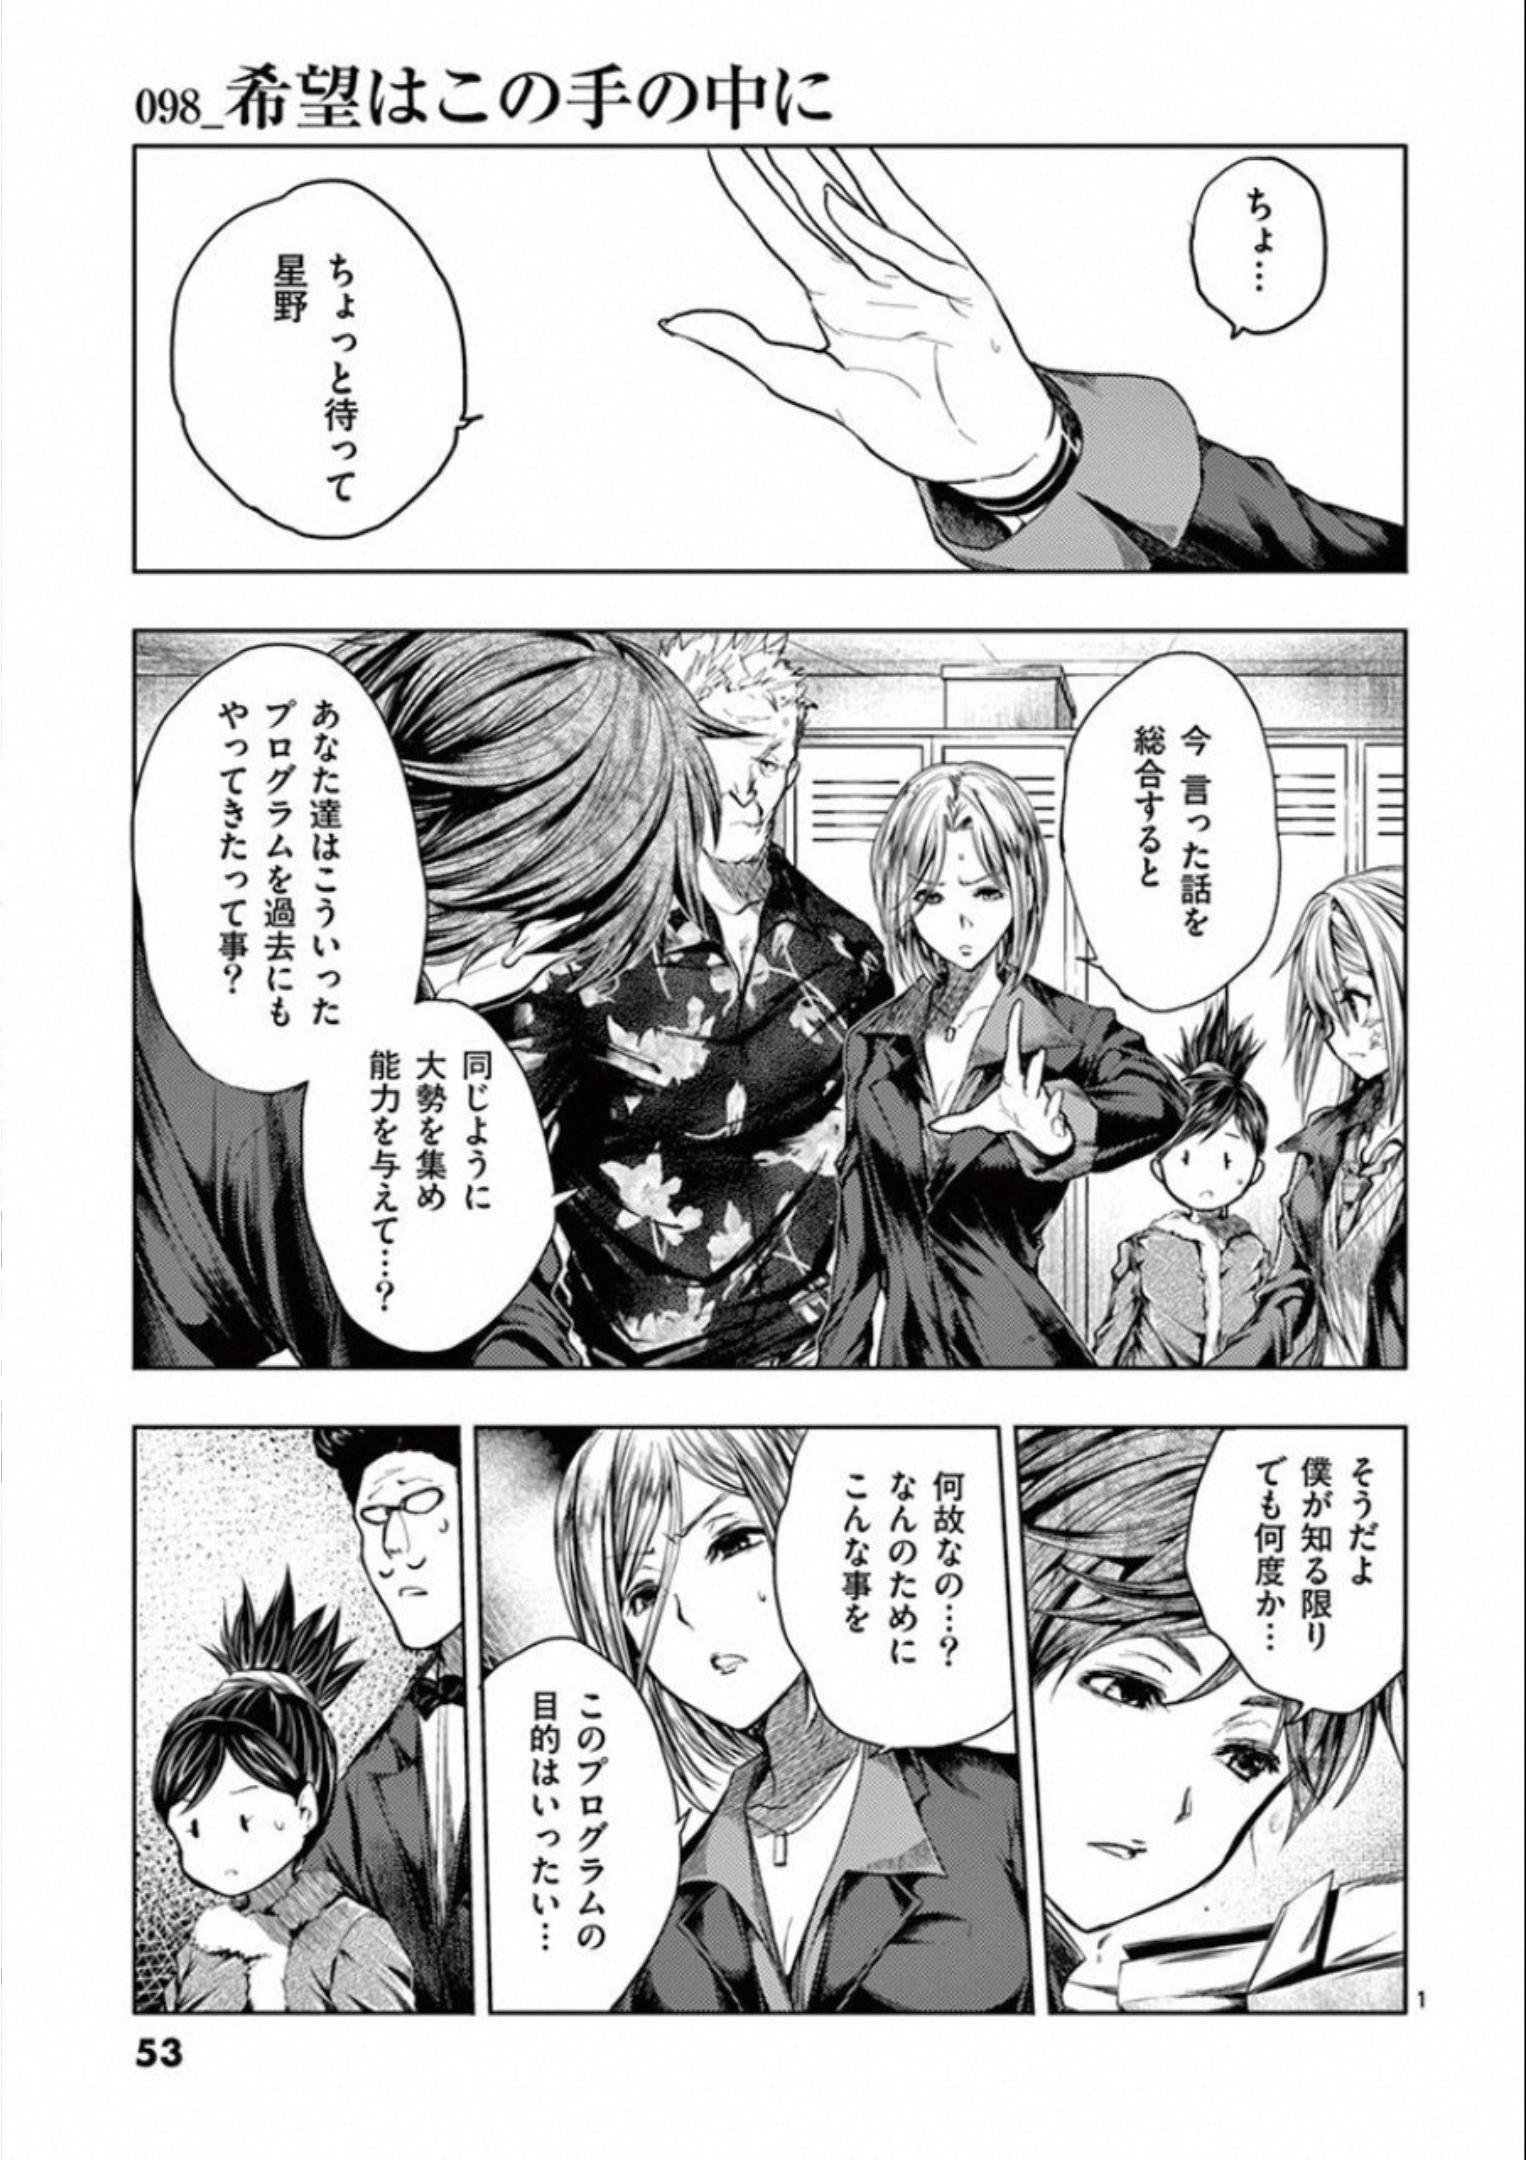 098_希望はこの手の中に
ちょ…
ちょっと待って
星野
今 言った話を
総合すると
あなた達はこういった
プログラムを過去にも
やってきたって事?
同じように
大勢を集め
能力を与えて…?
そうだよ
僕が知る限り
でも何度か…
何故なの…?
なんのために
こんな事を
このプログラムの
目的はいったい…
1
53